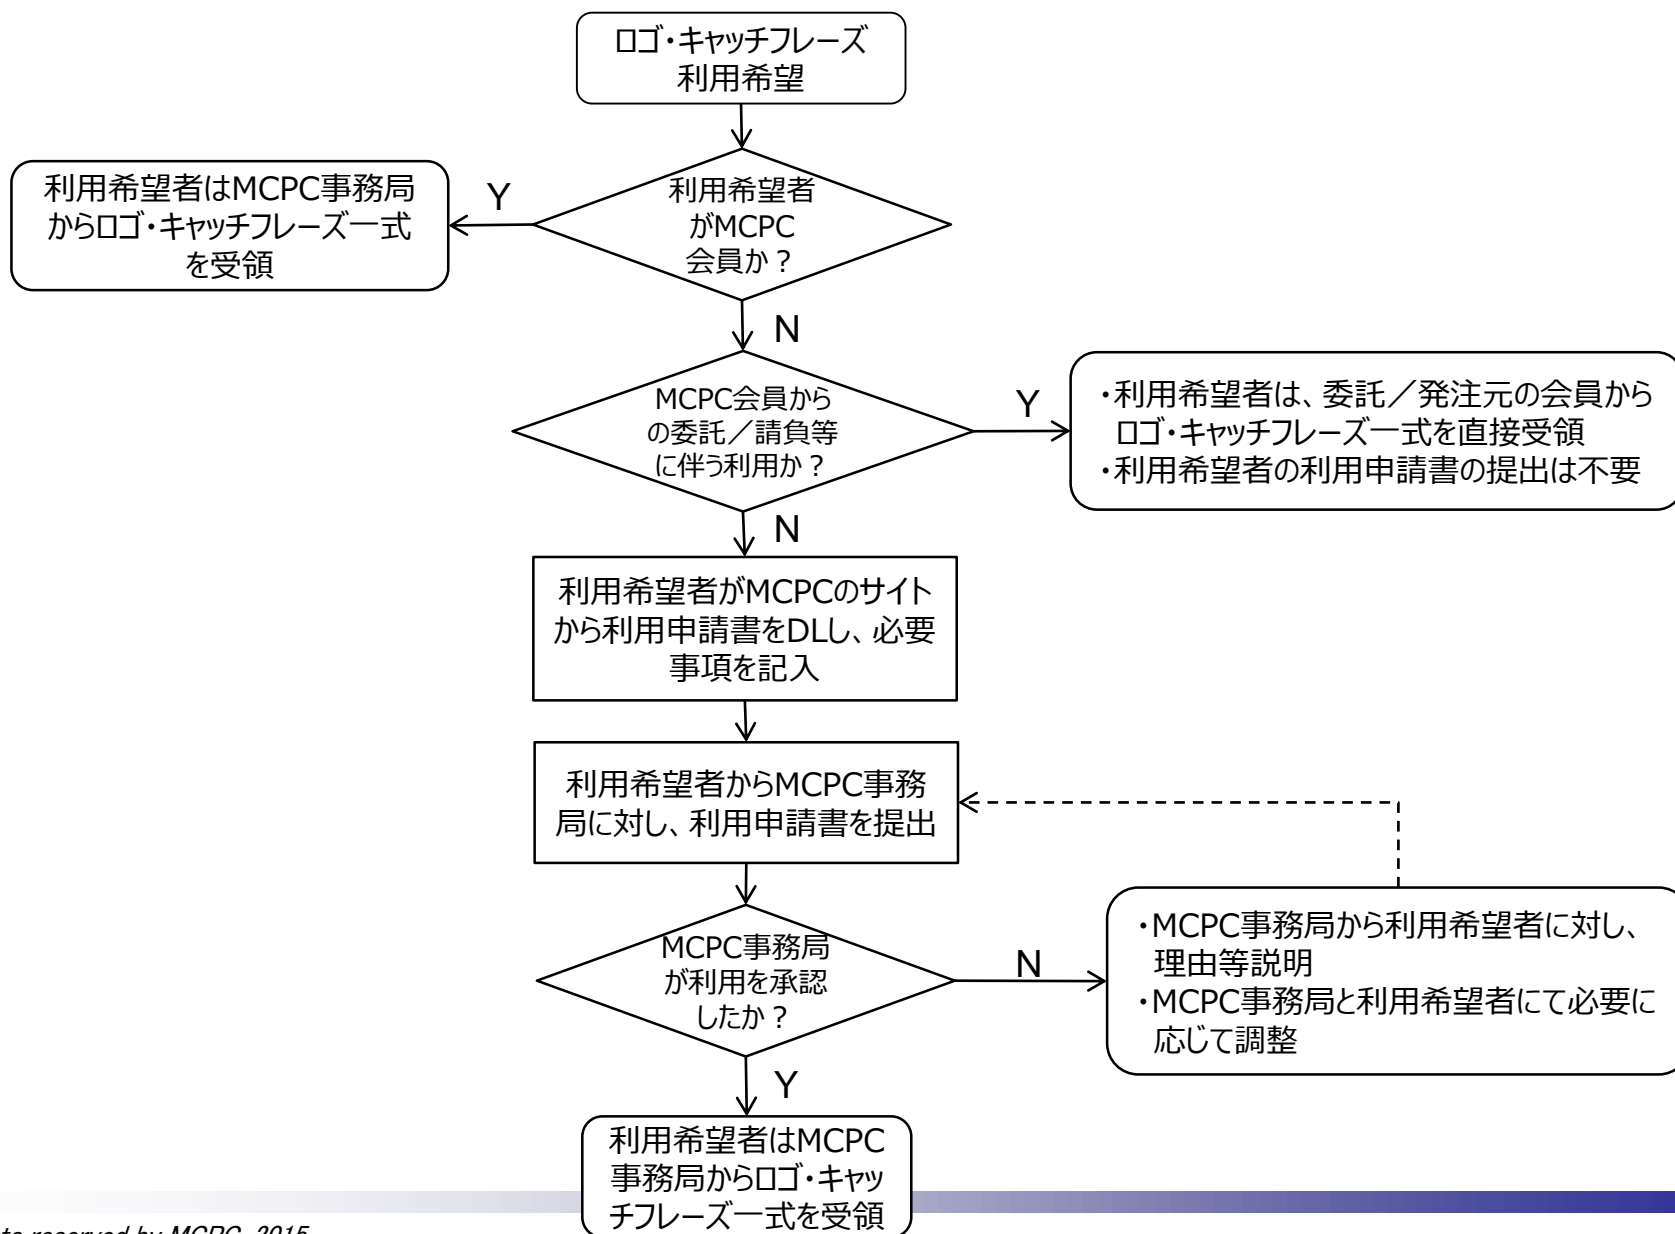 ロゴ・キャッチフレーズ
利用希望
利用希望者
がMCPC
会員か？
Y
利用希望者はMCPC事務局
からロゴ・キャッチフレーズ一式
を受領
N
MCPC会員から
の委託／請負等
に伴う利用か？
Y
・利用希望者は、委託／発注元の会員から
ロゴ・キャッチフレーズ一式を直接受領
・利用希望者の利用申請書の提出は不要
N
利用希望者がMCPCのサイト
から利用申請書をDLし、必要
事項を記入
利用希望者からMCPC事務
局に対し、利用申請書を提出
MCPC事務局
が利用を承認
したか？
N
・MCPC事務局から利用希望者に対し、
理由等説明
・MCPC事務局と利用希望者にて必要に
応じて調整
Y
利用希望者はMCPC
事務局からロゴ・キャッ
チフレーズ一式を受領
reserved by MCPC, 2015